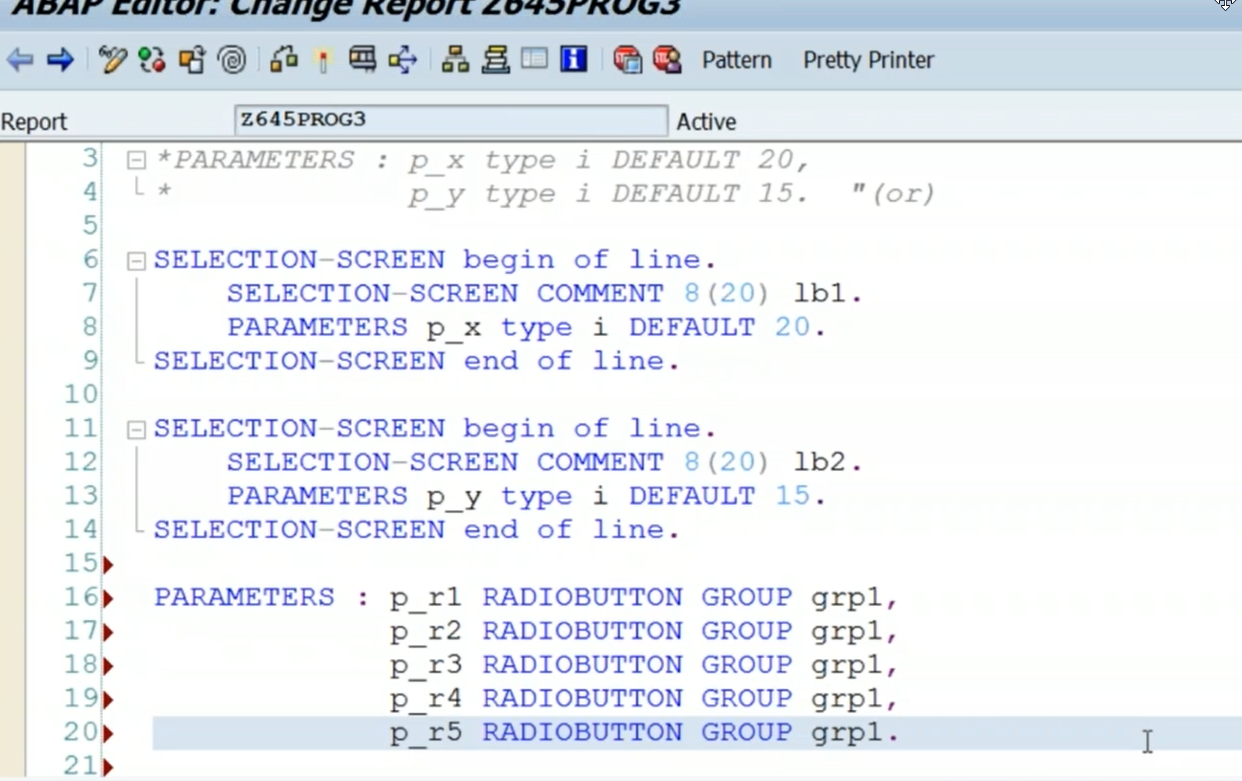 ABAP Editor: Change Report Z645PROG3
Pattern Pretty Printer
Report Z645PROG3 Active
3 *PARAMETERS : p_x type i DEFAULT 20,
4 * p_y type i DEFAULT 15. "(or)
5
6 SELECTION-SCREEN begin of line.
7 SELECTION-SCREEN COMMENT 8(20) lb1.
8 PARAMETERS p_x type i DEFAULT 20.
9 SELECTION-SCREEN end of line.
10
11 SELECTION-SCREEN begin of line.
12 SELECTION-SCREEN COMMENT 8(20) lb2.
13 PARAMETERS p_y type i DEFAULT 15.
14 SELECTION-SCREEN end of line.
15
16 PARAMETERS : p_r1 RADIOBUTTON GROUP grp1,
17 p_r2 RADIOBUTTON GROUP grp1,
18 p_r3 RADIOBUTTON GROUP grp1,
19 p_r4 RADIOBUTTON GROUP grp1,
20 p_r5 RADIOBUTTON GROUP grp1.
21